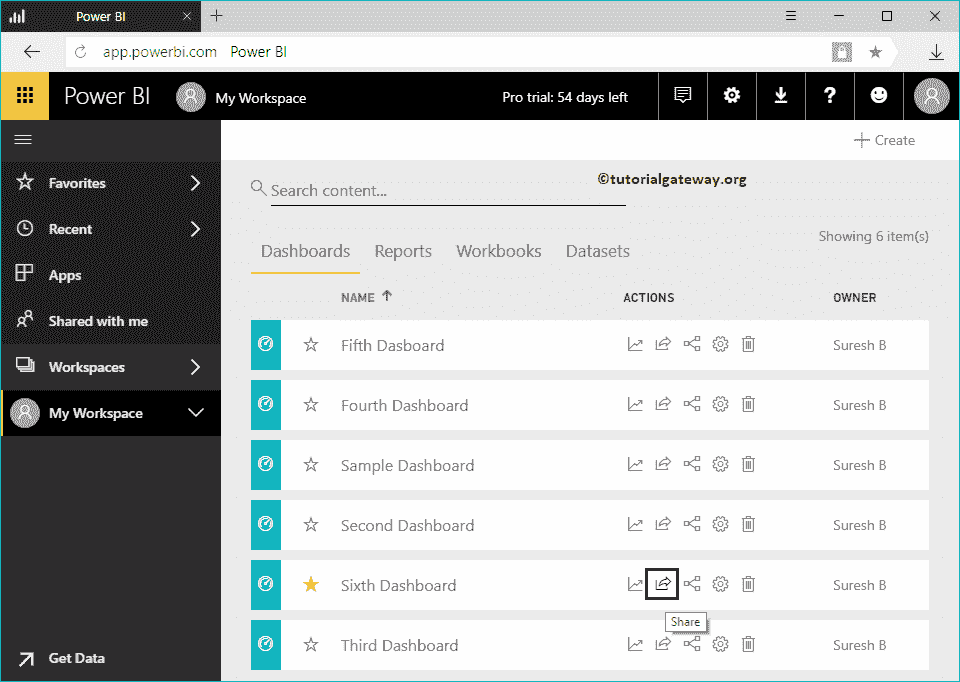 Power BI
app.powerbi.com Power BI
Power BI My Workspace Pro trial: 54 days left ?
Create
Favorites
Recent
Apps
Shared with me
Workspaces
My Workspace
Get Data
Search content...
©tutorialgateway.org
Showing 6 item(s)
Dashboards Reports Workbooks Datasets
NAME ACTIONS OWNER
Fifth Dasboard Suresh B
Fourth Dashboard Suresh B
Sample Dashboard Suresh B
Second Dashboard Suresh B
Sixth Dashboard Suresh B
Share
Third Dashboard Suresh B